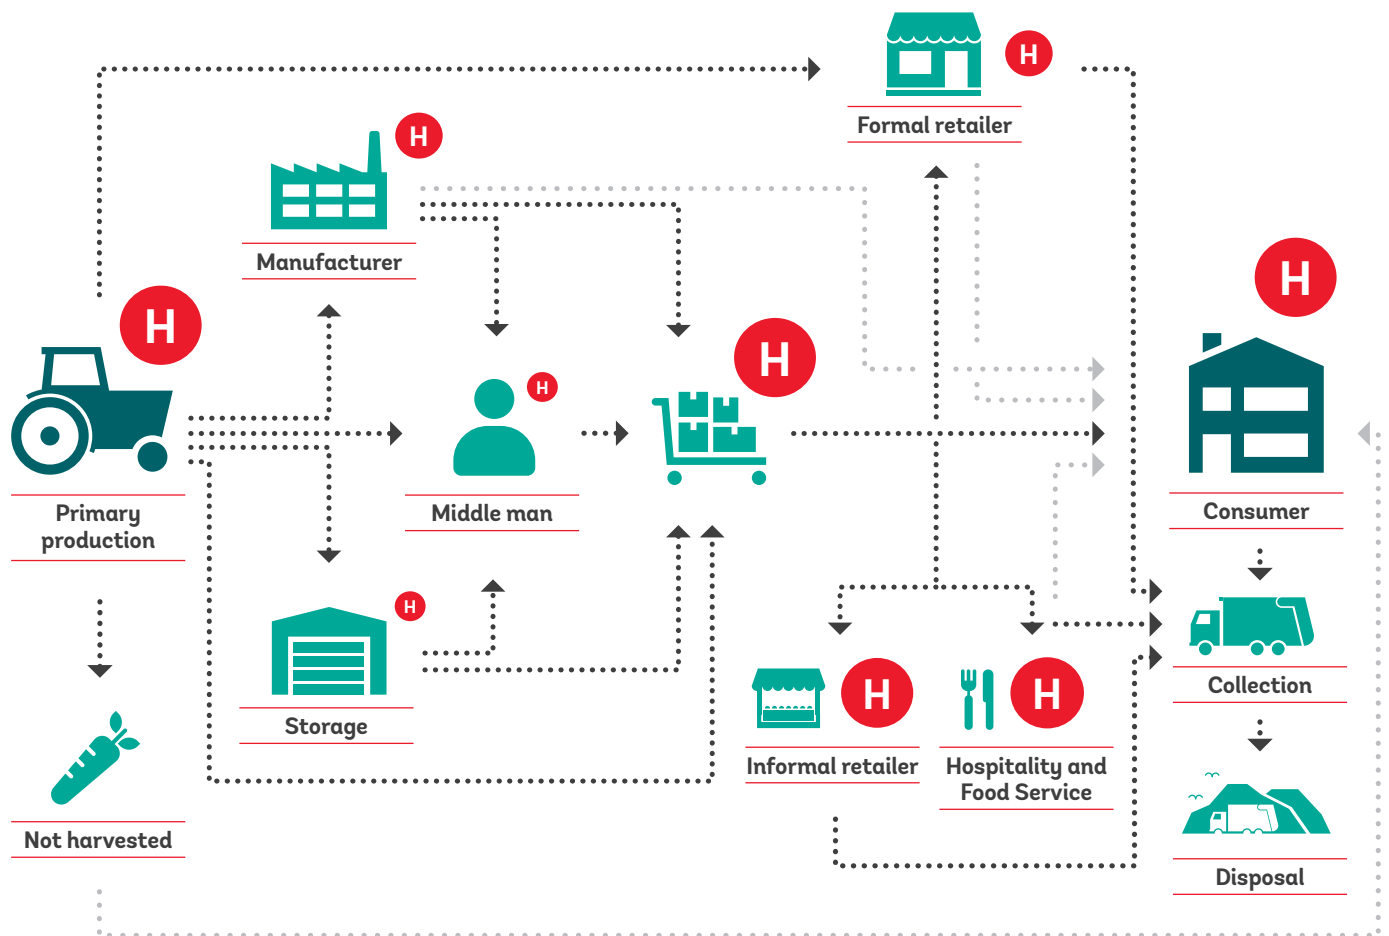 H
Formal retailer
H
Manufacturer
H
H
Primary
production
H
Middle man
H
H
Consumer
H
Storage
Collection
H
Informal retailer
H
Hospitality and
Food Service
Not harvested
Disposal